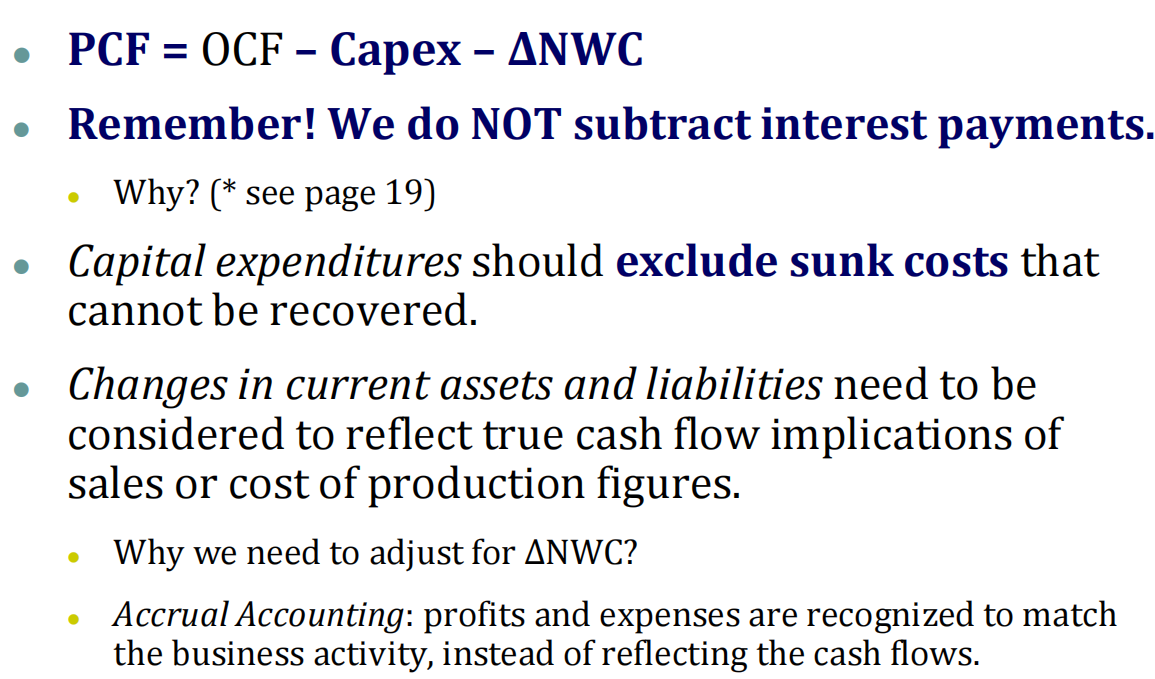 PCF = OCF – Capex – ΔNWC
Remember! We do NOT subtract interest payments.
Why? (* see page 19)
Capital expenditures should exclude sunk costs that
cannot be recovered.
Changes in current assets and liabilities need to be
considered to reflect true cash flow implications of
sales or cost of production figures.
Why we need to adjust for ΔNWC?
Accrual Accounting: profits and expenses are recognized to match
the business activity, instead of reflecting the cash flows.